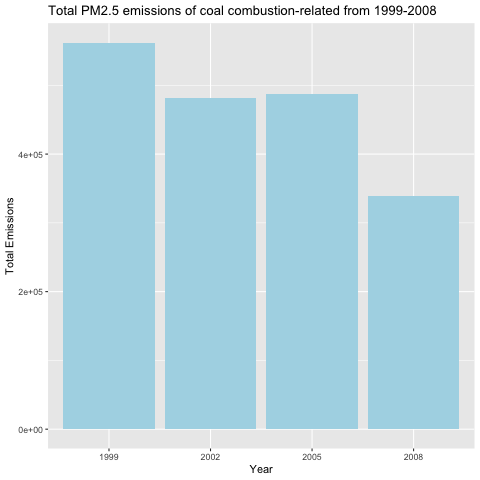 Total PM2.5 emissions of coal combustion-related from 1999-2008
Total Emissions
4e+05
2e+05
0e+00
1999 2002 2005 2008
Year